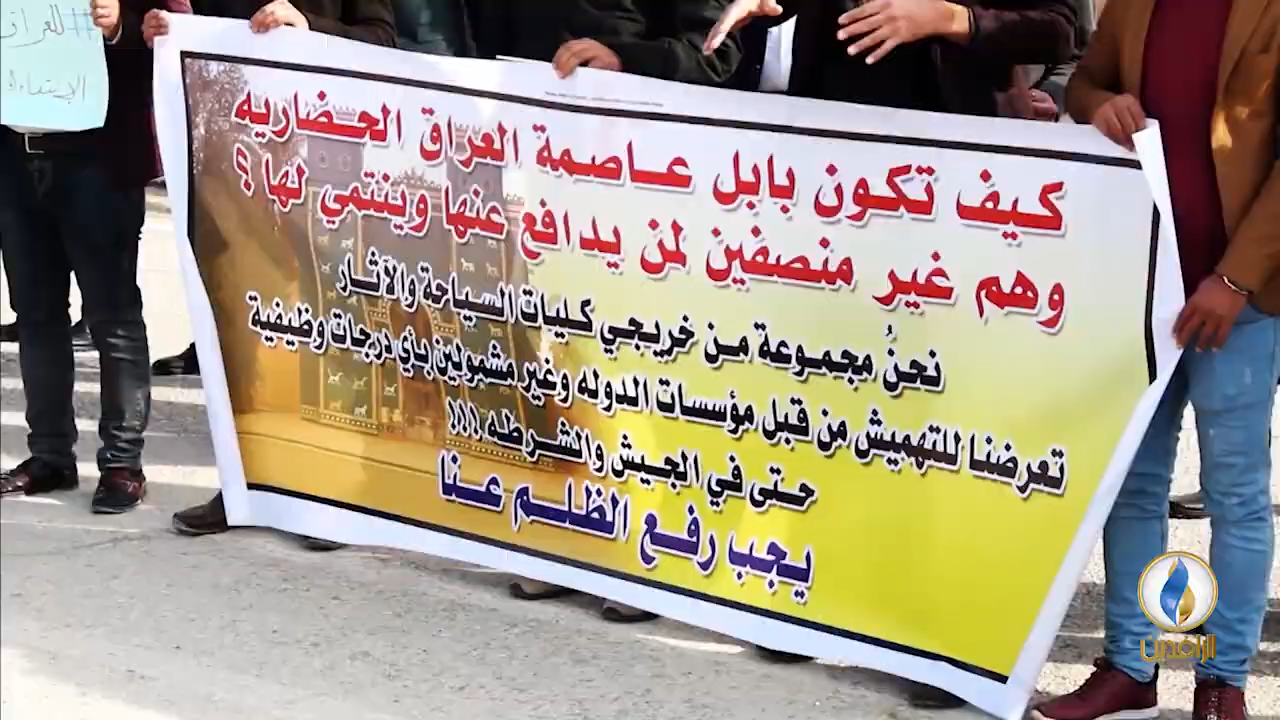 كيف تكون بابل عاصمة العراق الحضاريه
وهم غير منصفين لمن يدافع عنها وينتمي لها ؟
نحنُ مجموعة من خريجي كليات السياحة والآثار
تعرضنا للتهميش من قبل مؤسسات الدوله وغير مشمولين بأي درجات وظيفية
حتى في الجيش والشرطه !!!
يجب رفع الظلم عنا
الرافدين